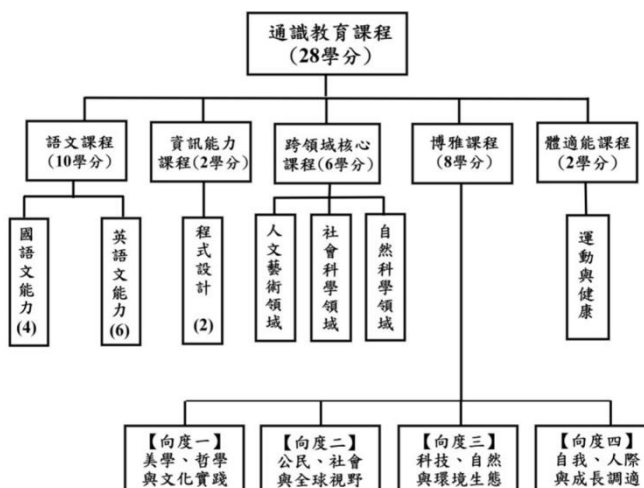 通識教育課程
(28學分)
語文課程
(10學分)
資訊能力
課程(2學分)
跨領域核心
課程(6學分)
博雅課程
(8學分)
體適能課程
(2學分)
國語文能力
(4)
英語文能力
(6)
程式設計
(2)
人文藝術領域
社會科學領域
自然科學領域
運動與健康
【向度一】
美學、哲學
與文化實踐
【向度二】
公民、社會
與全球視野
【向度三】
科技、自然
與環境生態
【向度四】
自我、人際
與成長調適